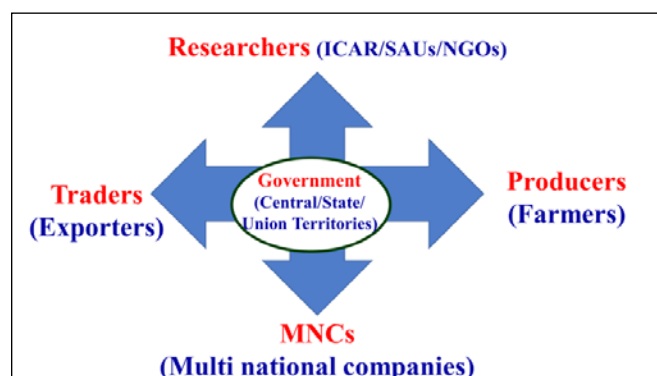 Researchers (ICAR/SAUs/NGOs)
Government
(Central/State/
Union Territories)
Traders
(Exporters)
Producers
(Farmers)
MNCs
(Multi national companies)